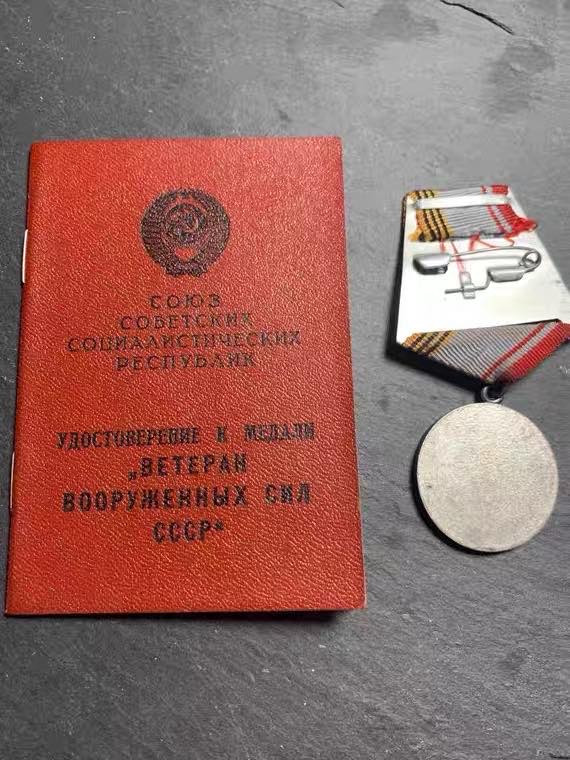 СОЮЗ
СОВЕТСКИХ
СОЦИАЛИСТИЧЕСКИХ
РЕСПУБЛИК
УДОСТОВЕРЕНИЕ К МЕДАЛИ
„ВЕТЕРАН
ВООРУЖЕННЫХ СИЛ
СССР“